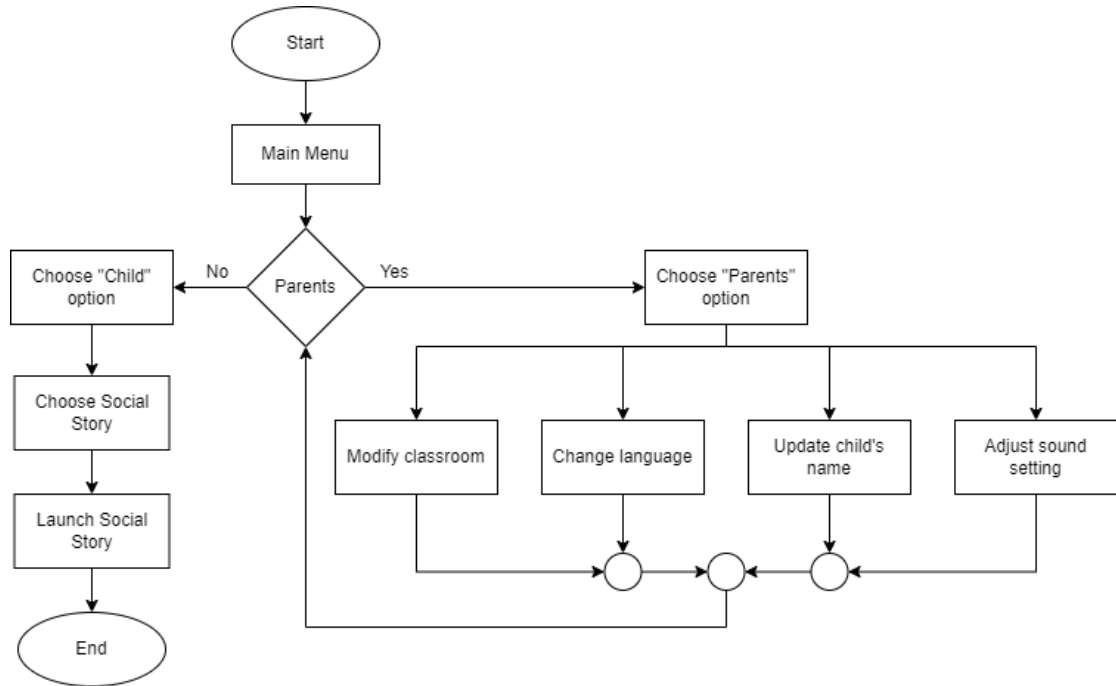 Start
Main Menu
Parents
No
Yes
Choose "Child"
option
Choose Social
Story
Launch Social
Story
End
Choose "Parents"
option
Modify classroom
Change language
Update child's
name
Adjust sound
setting